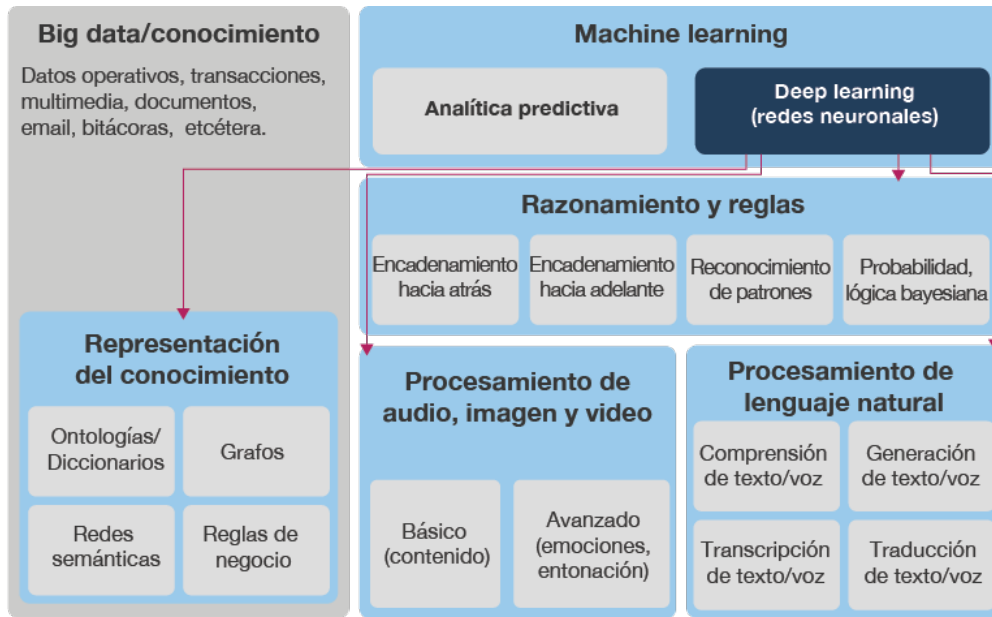 Big data/conocimiento
Datos operativos, transacciones,
multimedia, documentos,
email, bitácoras, etcétera.
Representación
del conocimiento
Ontologías/
Diccionarios
Grafos
Redes
semánticas
Reglas de
negocio
Machine learning
Analítica predictiva
Deep learning
(redes neuronales)
Razonamiento y reglas
Encadenamiento
hacia atrás
Encadenamiento
hacia adelante
Reconocimiento
de patrones
Probabilidad,
lógica bayesiana
Procesamiento de
audio, imagen y video
Básico
(contenido)
Avanzado
(emociones,
entonación)
Procesamiento de
lenguaje natural
Comprensión
de texto/voz
Generación
de texto/voz
Transcripción
de texto/voz
Traducción
de texto/voz